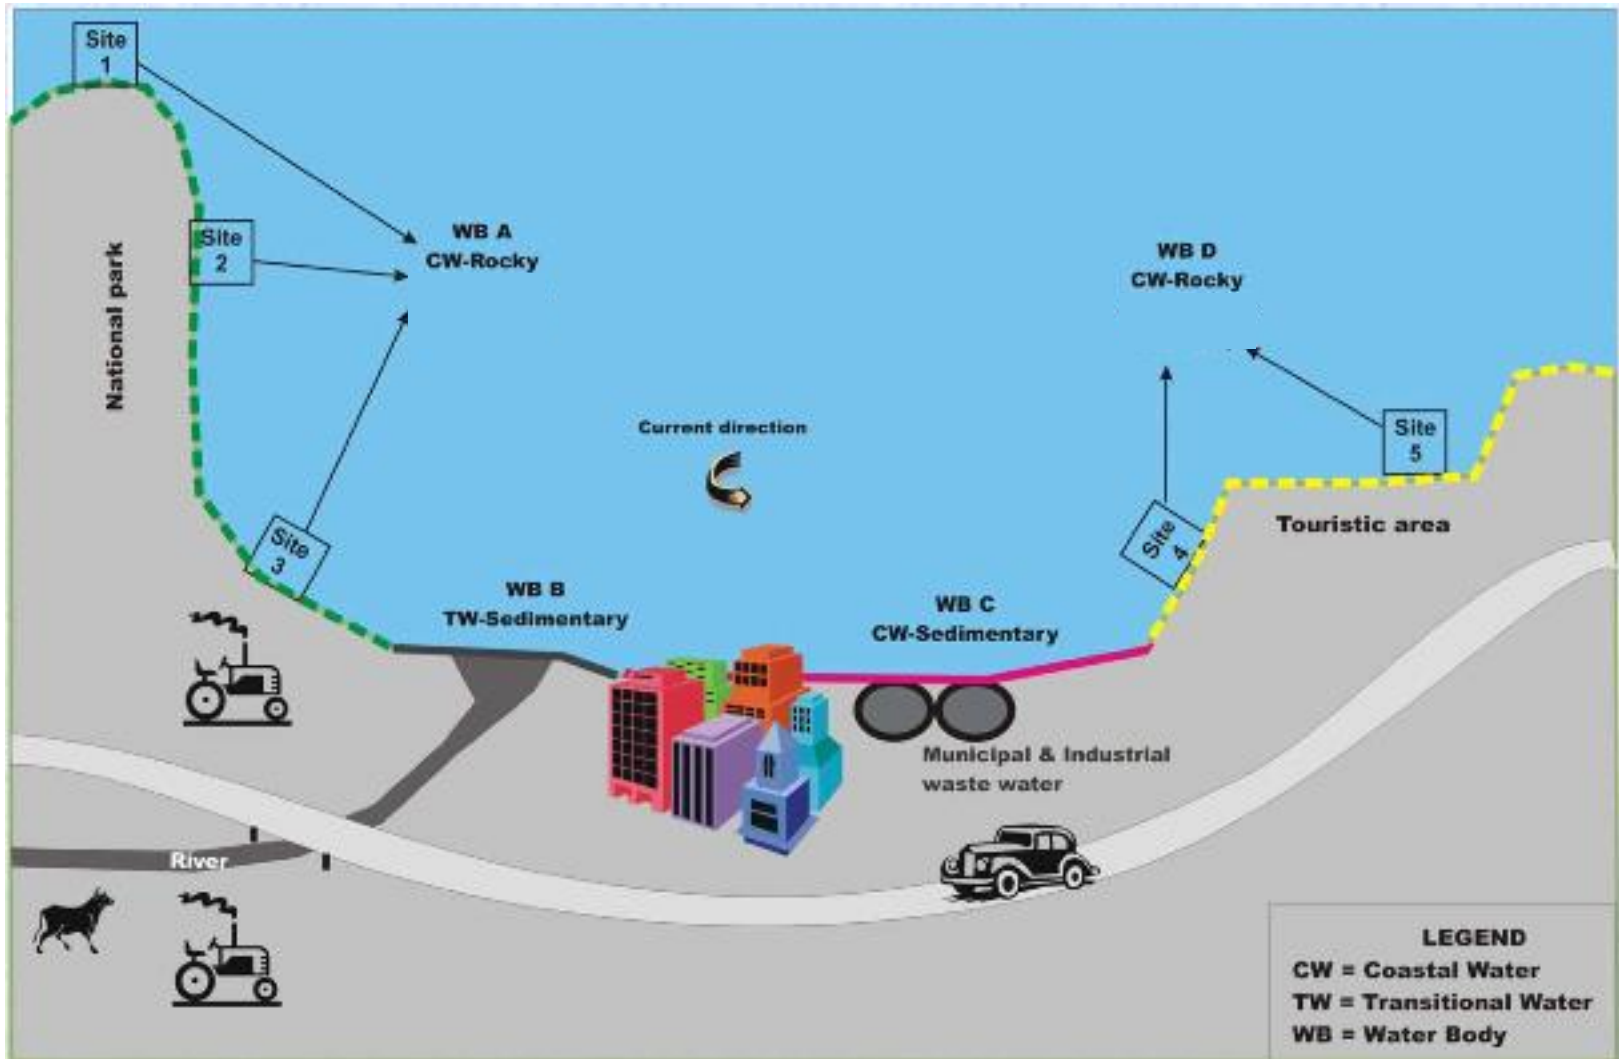 Site
1
WB A
CW-Rocky
Site
2
National park
WB D
CW-Rocky
Current direction
Site
5
Site
4
Touristic area
Site
3
WB B
TW-Sedimentary
WB C
CW-Sedimentary
Municipal & Industrial
waste water
River
LEGEND
CW = Coastal Water
TW = Transitional Water
WB = Water Body